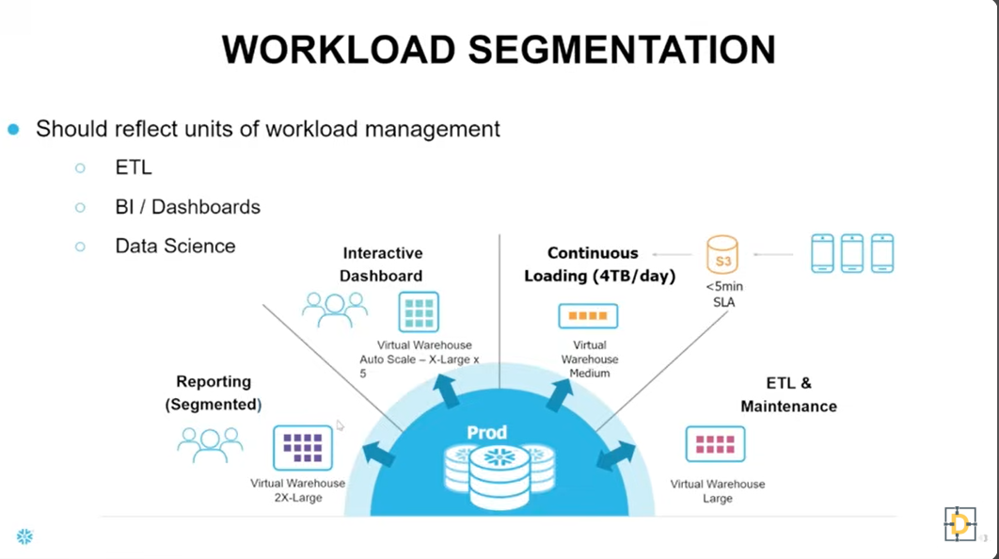 WORKLOAD SEGMENTATION
Should reflect units of workload management
ETL
BI / Dashboards
Data Science
Interactive
Dashboard
Virtual Warehouse
Auto Scale – X-Large x
5
Continuous
Loading (4TB/day)
S3
<5min
SLA
Virtual
Warehouse
Medium
Reporting
(Segmented)
Virtual Warehouse
2X-Large
Prod
ETL &
Maintenance
Virtual Warehouse
Large
D